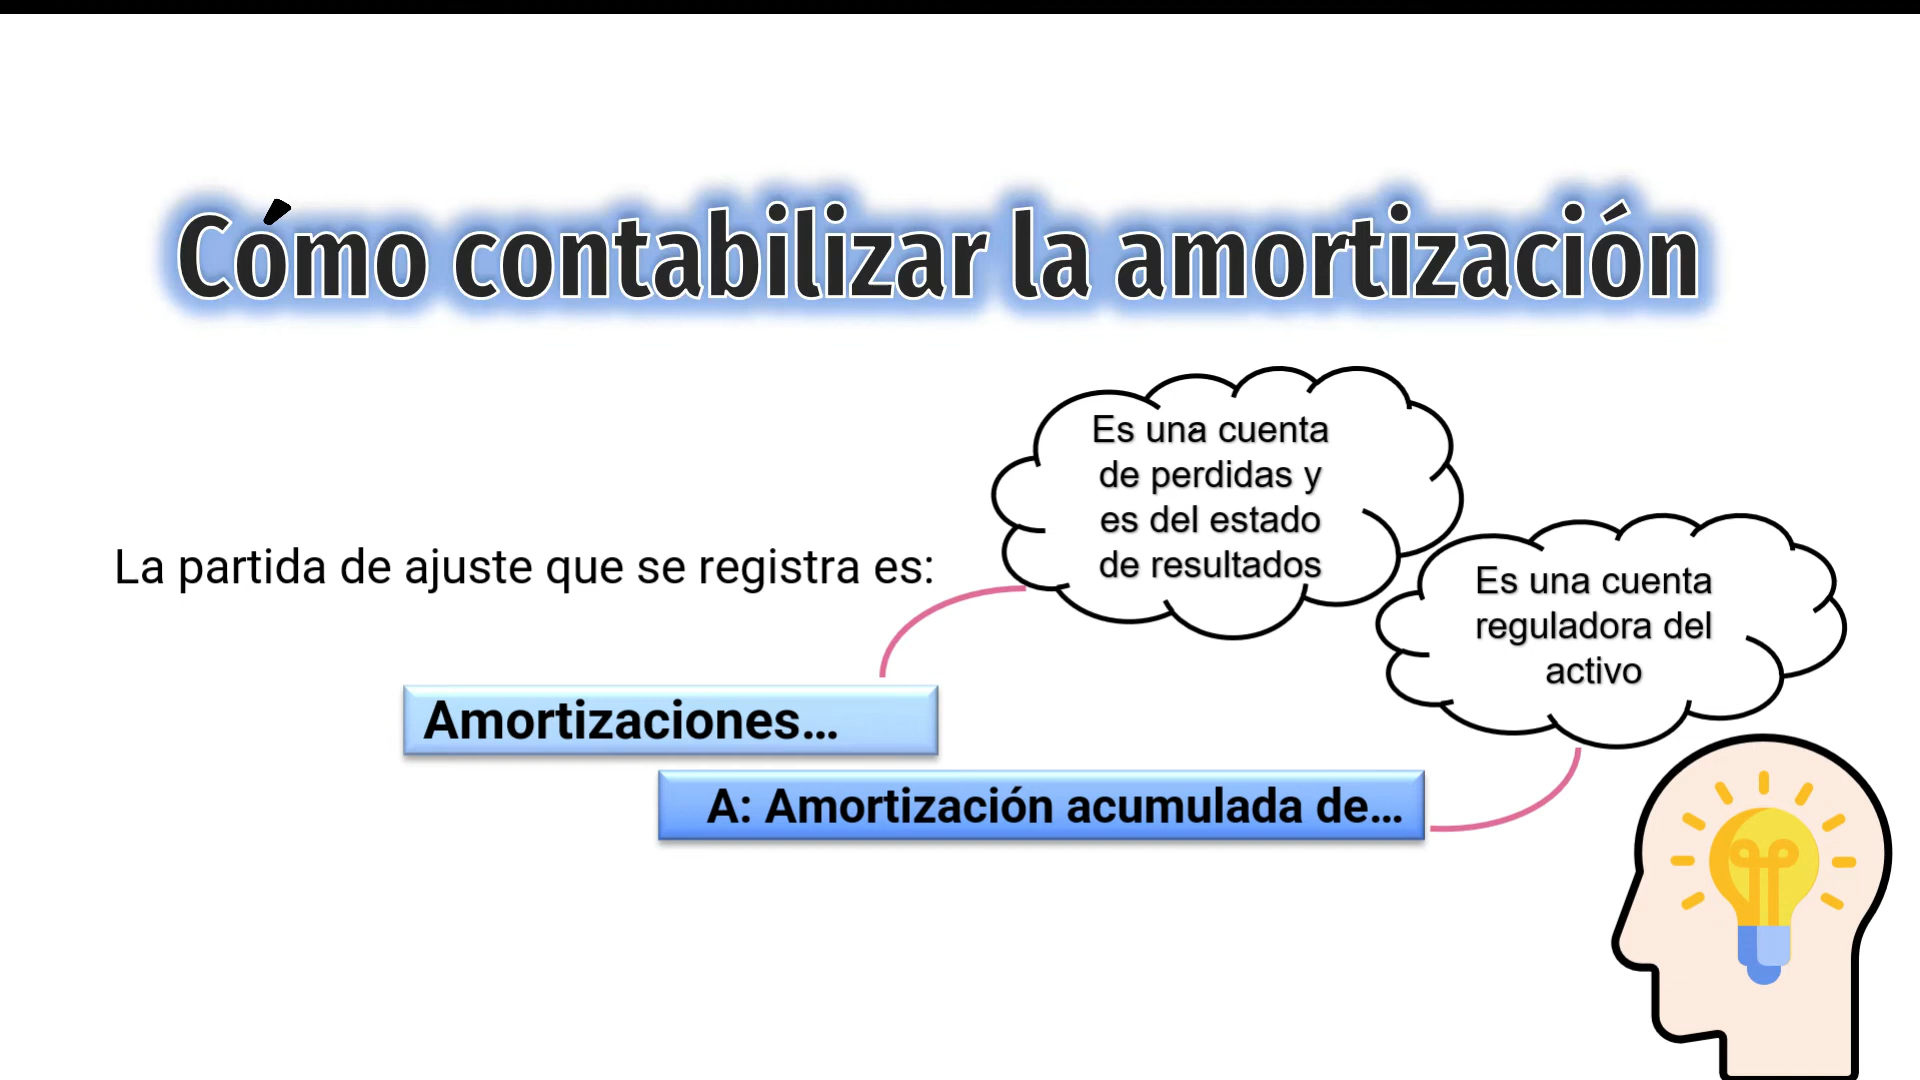 Cómo contabilizar la amortización
Es una cuenta
de perdidas y
es del estado
de resultados
La partida de ajuste que se registra es:
Es una cuenta
reguladora del
activo
Amortizaciones...
A: Amortización acumulada de...